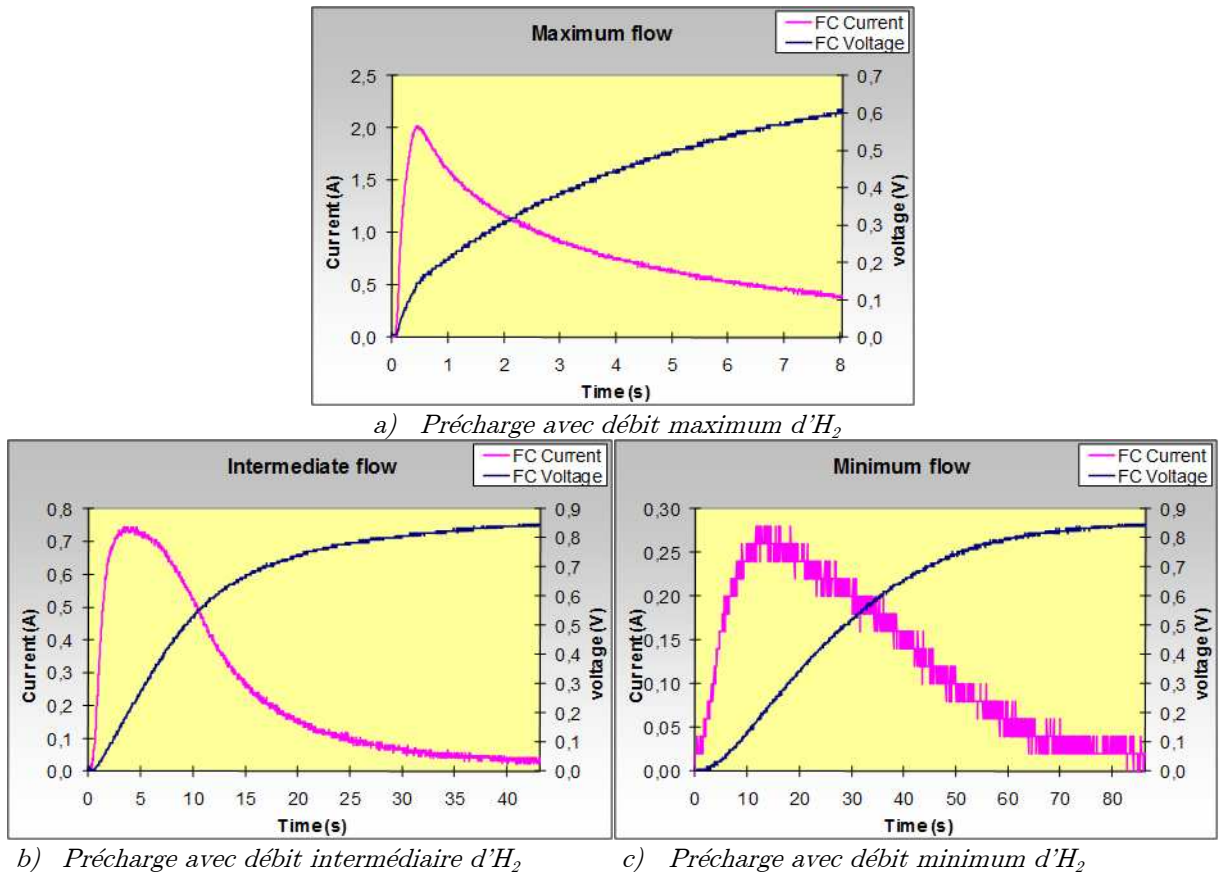 Maximum flow
FC Current
FC Voltage
Current (A)
2,5
2,0
1,5
1,0
0,5
0,0
voltage (V)
0,7
0,6
0,5
0,4
0,3
0,2
0,1
0,0
0 1 2 3 4 5 6 7 8
Time (s)
a) Précharge avec débit maximum d'H2
Intermediate flow
FC Current
FC Voltage
Current (A)
0,8
0,7
0,6
0,5
0,4
0,3
0,2
0,1
0,0
voltage (V)
0,9
0,8
0,7
0,6
0,5
0,4
0,3
0,2
0,1
0,0
0 5 10 15 20 25 30 35 40
Time (s)
b) Précharge avec débit intermédiaire d'H2
Minimum flow
FC Current
FC Voltage
Current (A)
0,30
0,25
0,20
0,15
0,10
0,05
0,00
voltage (V)
0,9
0,8
0,7
0,6
0,5
0,4
0,3
0,2
0,1
0,0
0 10 20 30 40 50 60 70 80
Time (s)
c) Précharge avec débit minimum d'H2